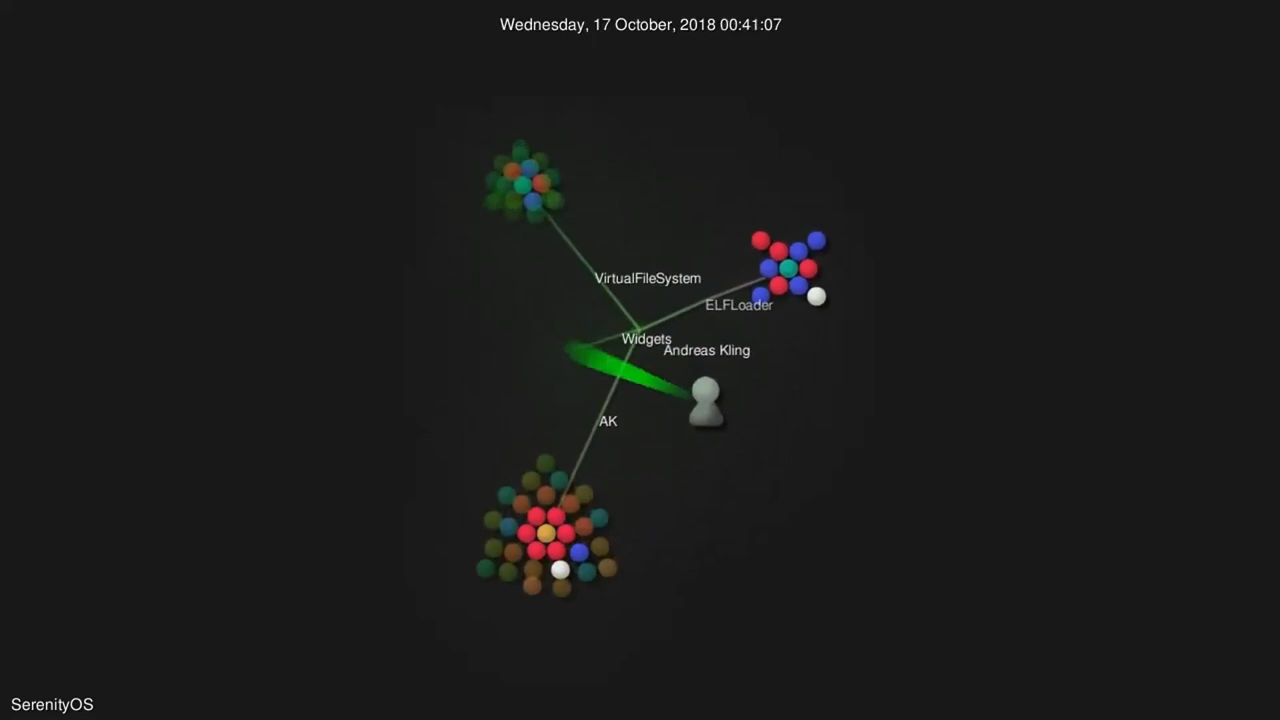 Wednesday, 17 October, 2018 00:41:07
VirtualFileSystem
ELFLoader
Widgets
Andreas Kling
AK
SerenityOS